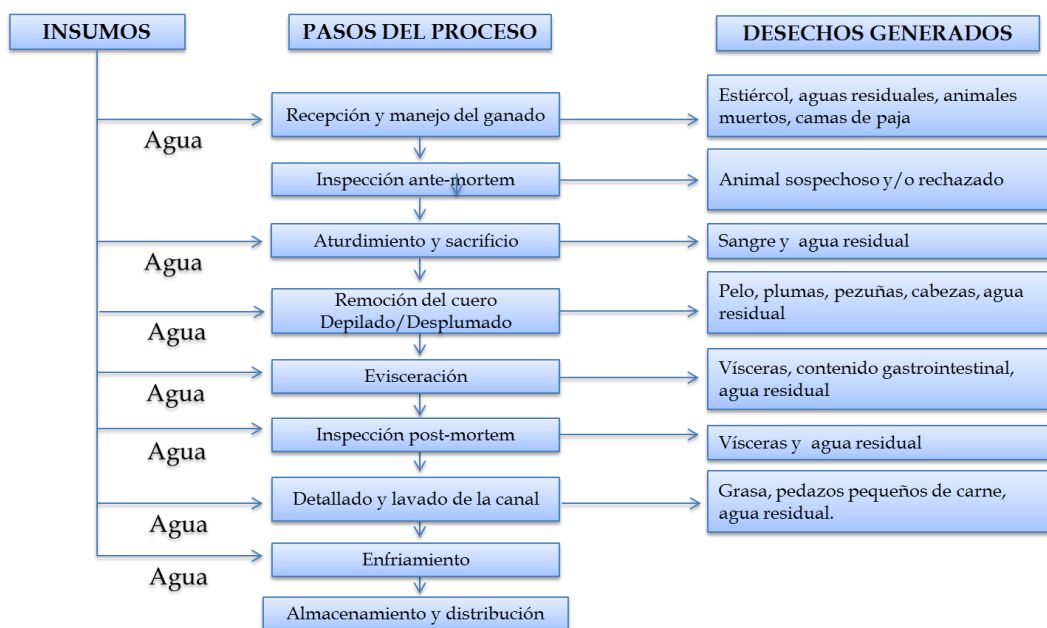 INSUMOS
PASOS DEL PROCESO
DESECHOS GENERADOS
Agua
Recepción y manejo del ganado
Estiércol, aguas residuales, animales
muertos, camas de paja
Inspección ante-mortem
Animal sospechoso y/o rechazado
Agua
Aturdimiento y sacrificio
Sangre y agua residual
Agua
Remoción del cuero
Depilado/Desplumado
Pelo, plumas, pezuñas, cabezas, agua
residual
Agua
Evisceración
Vísceras, contenido gastrointestinal,
agua residual
Agua
Inspección post-mortem
Vísceras y agua residual
Agua
Detallado y lavado de la canal
Grasa, pedazos pequeños de carne,
agua residual.
Agua
Enfriamiento
Almacenamiento y distribución